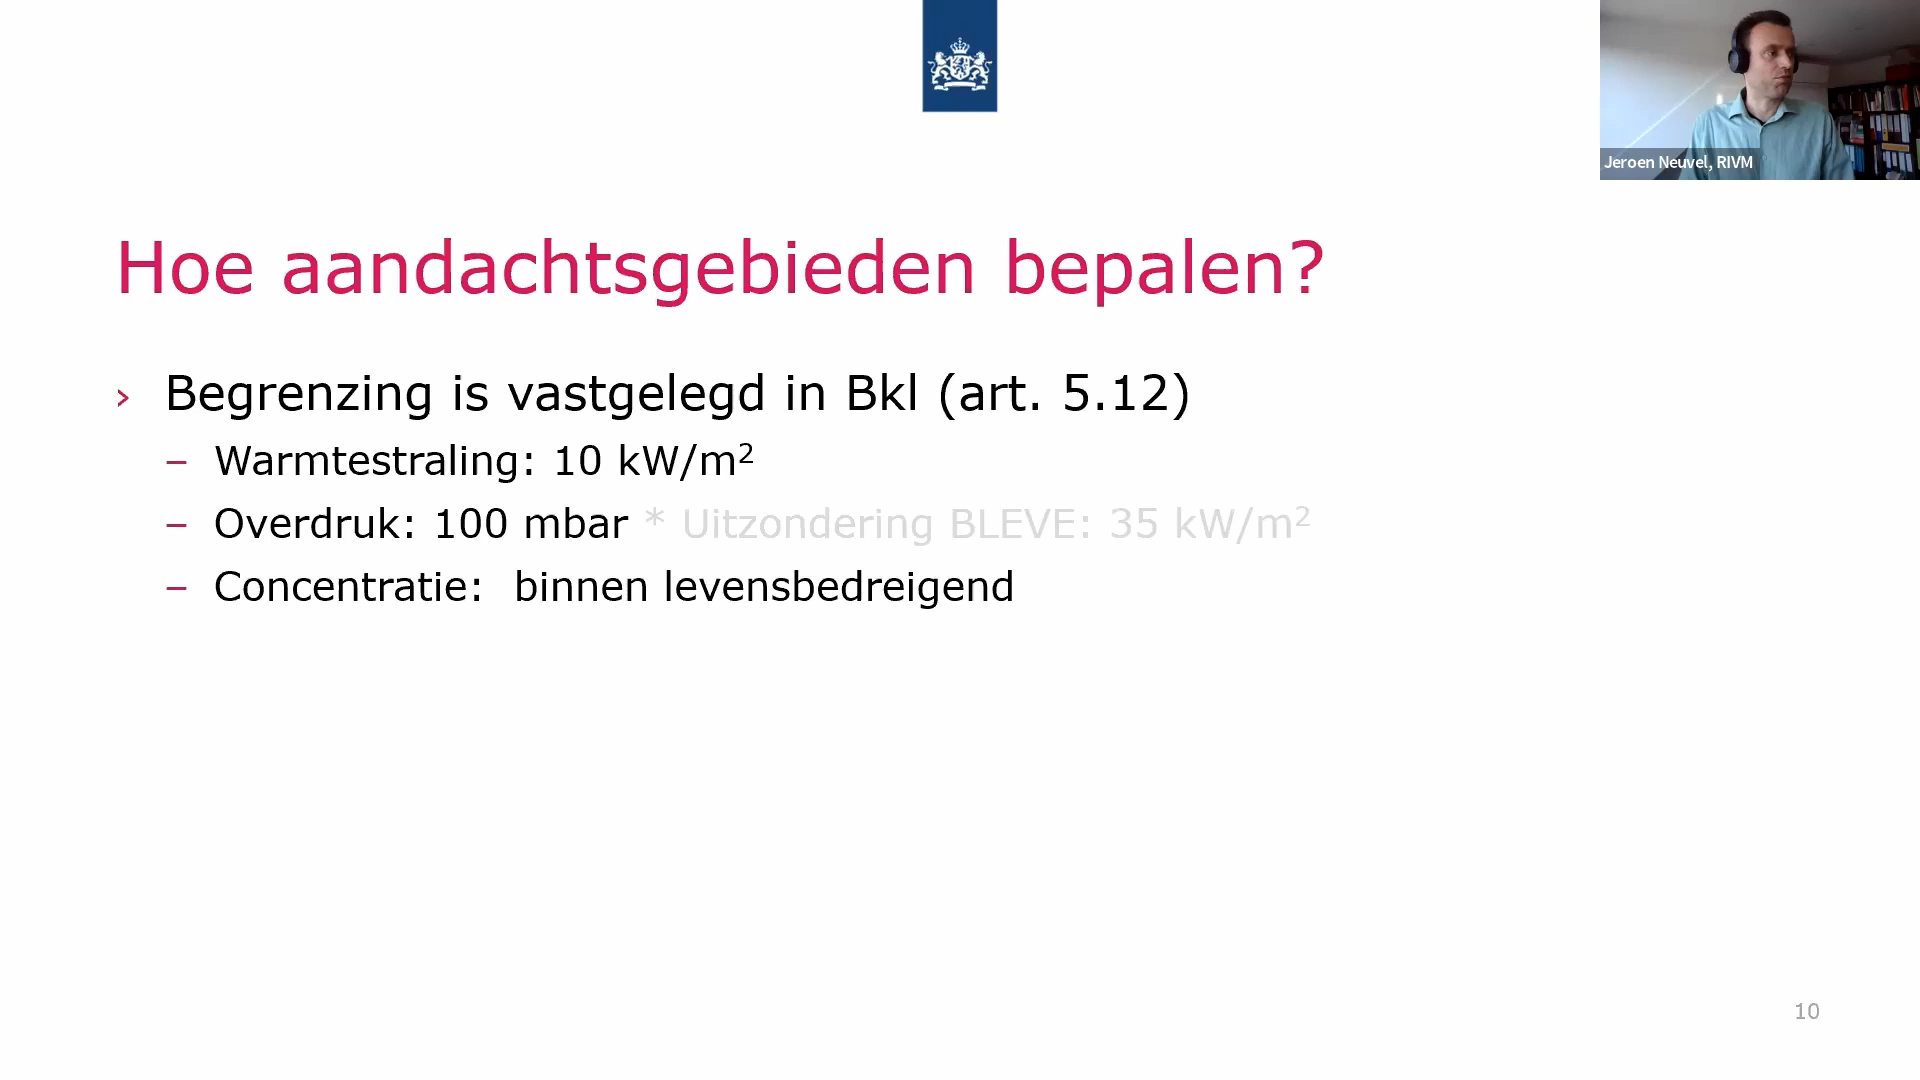 Jeroen Neuvel, RIVM
Hoe aandachtsgebieden bepalen?
› Begrenzing is vastgelegd in Bkl (art. 5.12)
– Warmtestraling: 10 kW/m²
– Overdruk: 100 mbar * Uitzondering BLEVE: 35 kW/m²
– Concentratie: binnen levensbedreigend
10